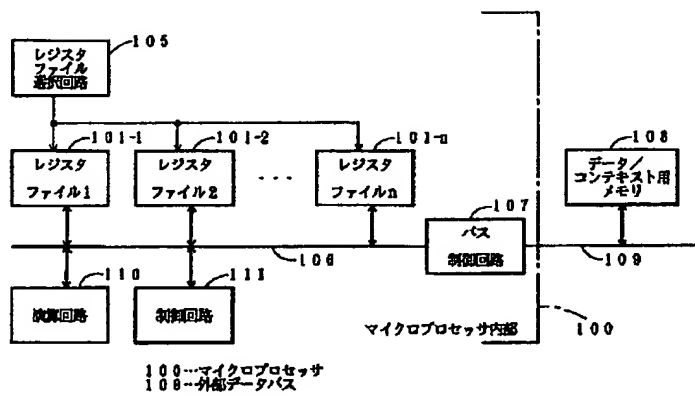 105
レジスタ
ファイル
選択回路
101-1
101-2
101-n
108
レジスタ
ファイル1
レジスタ
ファイル2
...
レジスタ
ファイルn
データ/
コンテキスト用
メモリ
107
バス
制御回路
106
109
110
111
演算回路
制御回路
マイクロプロセッサ内部
100
100…マイクロプロセッサ
109…外部データバス